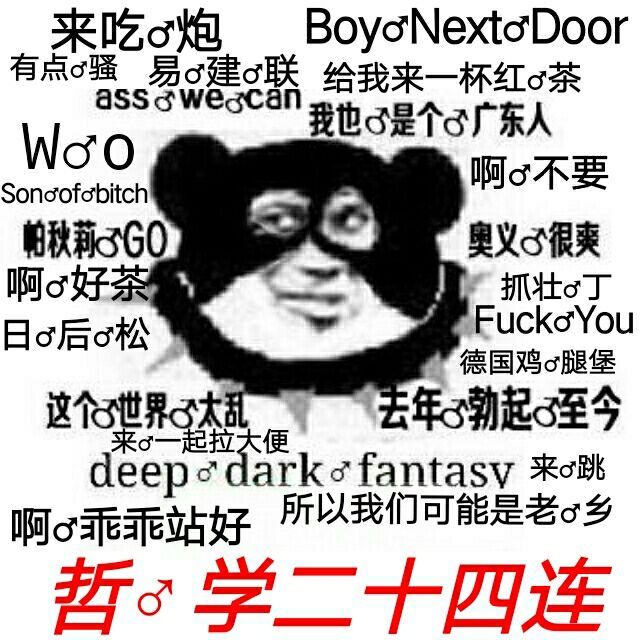 来吃♂炮
Boy♂Next♂Door
有点♂骚
易♂建♂联
给我来一杯红♂茶
ass♂we♂can
我也♂是个♂广东人
W♂o
啊♂不要
Son♂of♂bitch
帕秋莉♂GO
奥义♂很爽
啊♂好茶
抓壮♂丁
日♂后♂松
Fuck♂You
德国鸡♂腿堡
这个♂世界♂太乱
去年♂勃起♂至今
来♂一起拉大便
deep♂dark♂fantasy
来♂跳
啊♂乖乖站好
所以我们可能是老♂乡
哲♂学二十四连